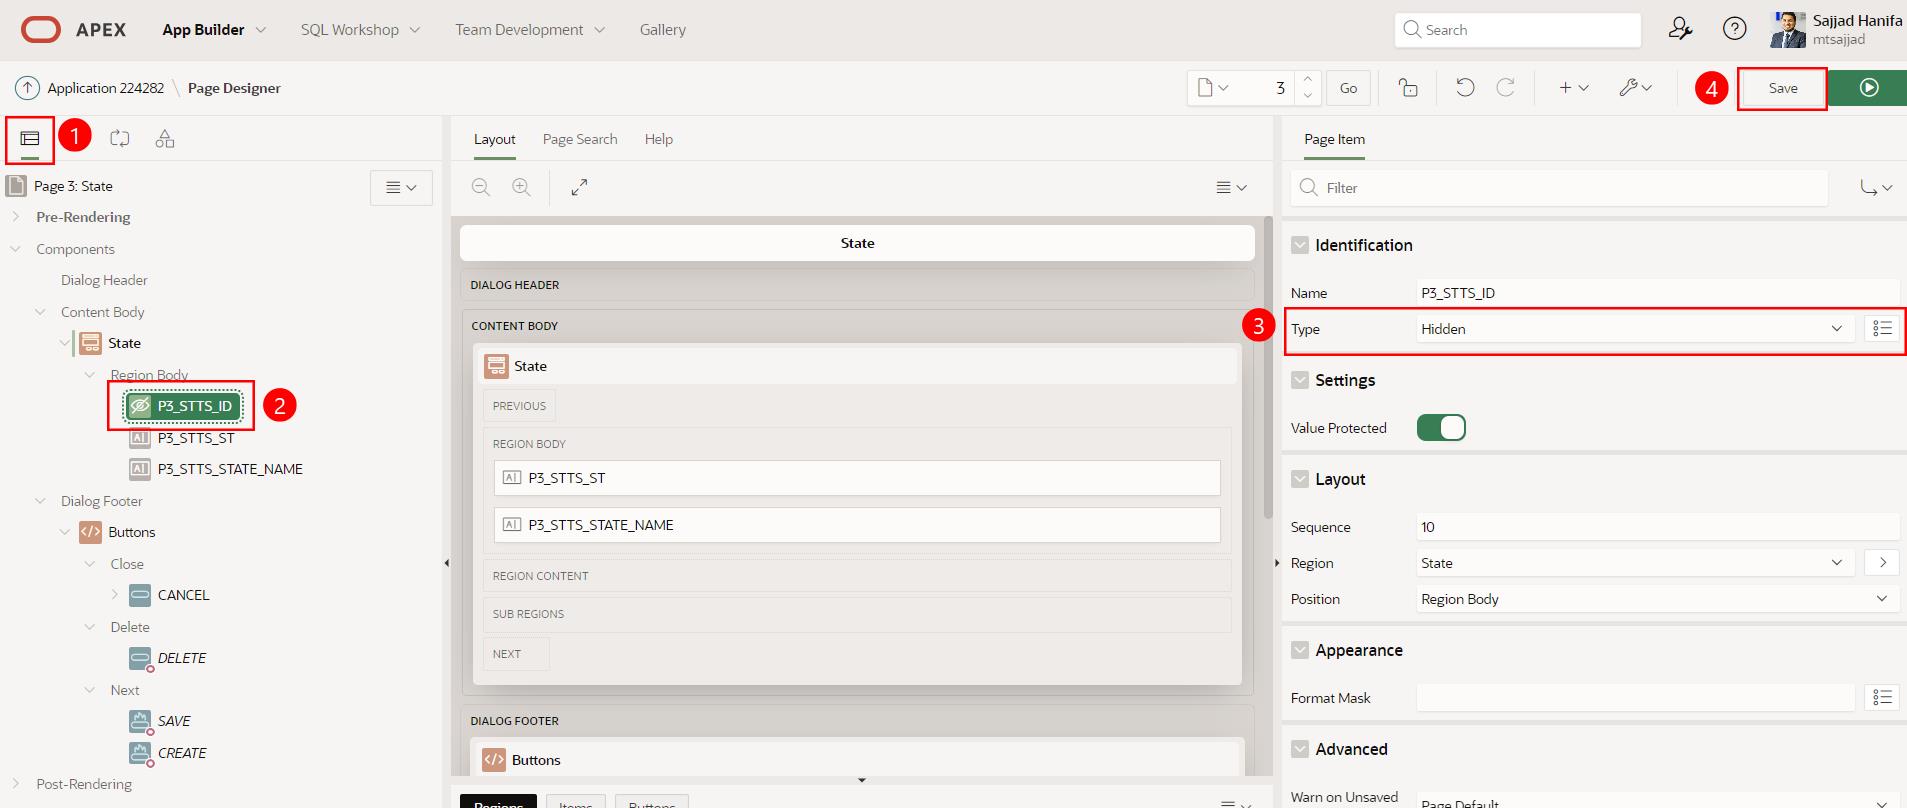 APEX
App Builder
SQL Workshop
Team Development
Gallery
Search
Sajjad Hanifa
mtsajjad
Application 224282 \ Page Designer
3
Go
4
Save
1
Layout
Page Search
Help
Page Item
Page 3: State
Filter
Pre-Rendering
Components
Dialog Header
Content Body
State
Region Body
P3_STTS_ID
2
P3_STTS_ST
P3_STTS_STATE_NAME
Dialog Footer
Buttons
Close
CANCEL
Delete
DELETE
Next
SAVE
CREATE
Post-Rendering
State
DIALOG HEADER
CONTENT BODY
State
PREVIOUS
REGION BODY
P3_STTS_ST
P3_STTS_STATE_NAME
REGION CONTENT
SUB REGIONS
NEXT
DIALOG FOOTER
Buttons
Regions
Items
Buttons
Identification
Name P3_STTS_ID
3
Type Hidden
Settings
Value Protected
Layout
Sequence 10
Region State
Position Region Body
Appearance
Format Mask
Advanced
Warn on Unsaved
Page Default